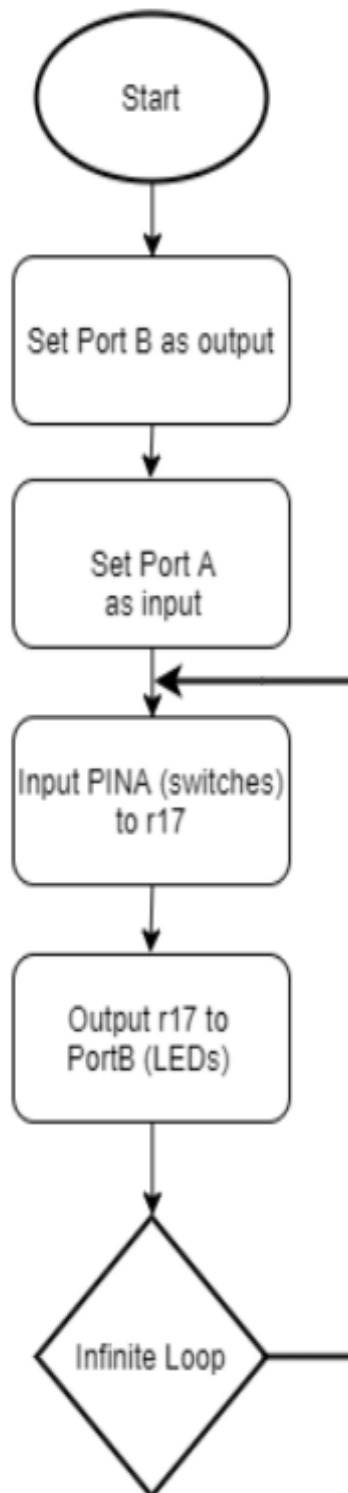 Start
Set Port B as output
Set Port A
as input
Input PINA (switches)
to r17
Output r17 to
PortB (LEDs)
Infinite Loop